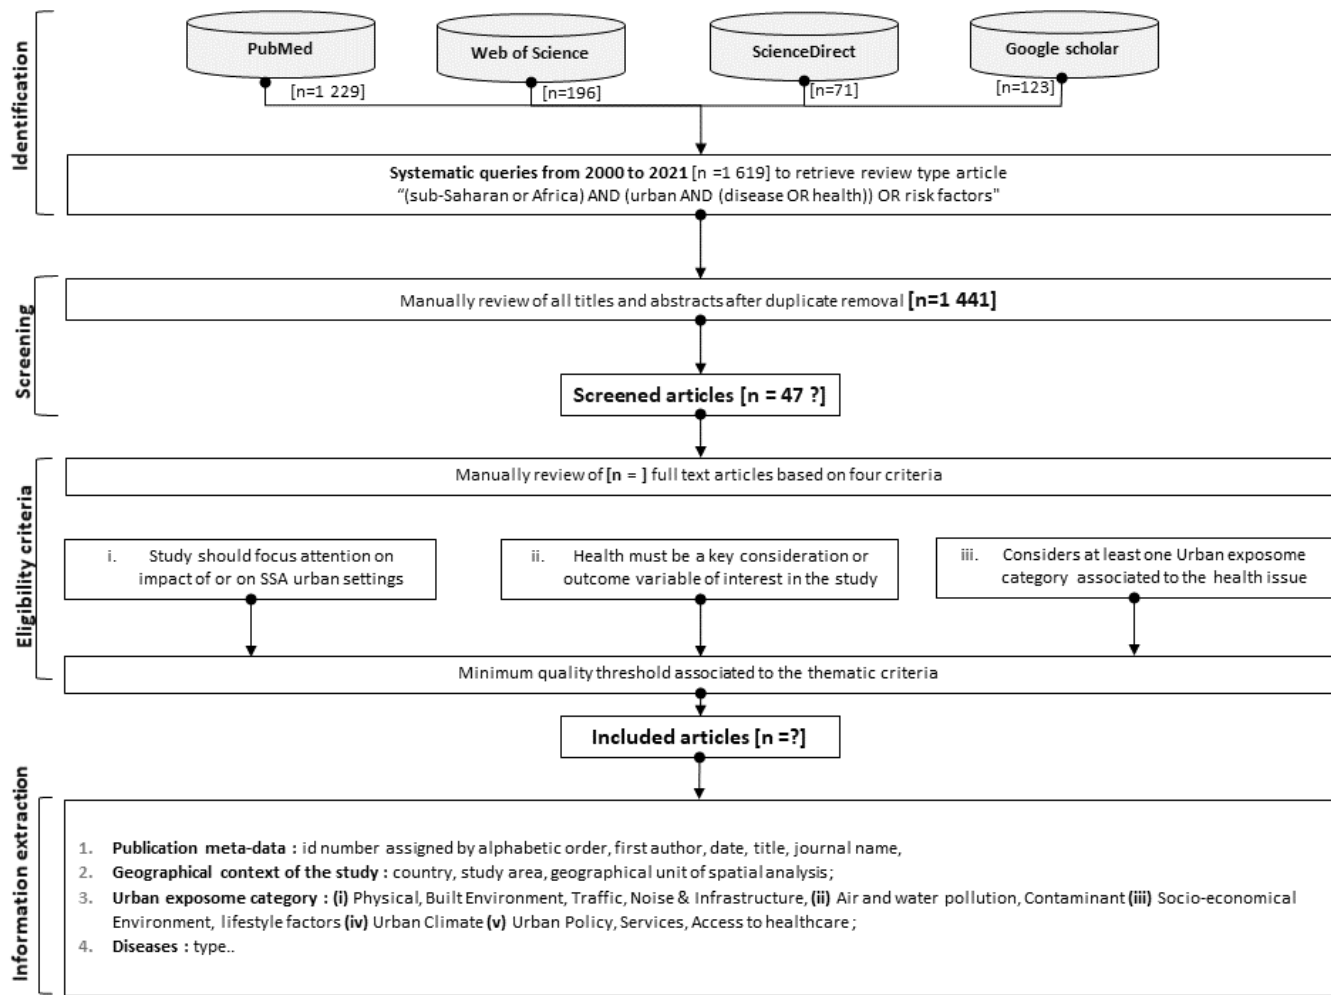 PubMed
Web of Science
ScienceDirect
Google scholar
[n=1 229]
[n=196]
[n=71]
[n=123]
Identification
Systematic queries from 2000 to 2021 [n =1 619] to retrieve review type article
“(sub-Saharan or Africa) AND (urban AND (disease OR health)) OR risk factors"
Screening
Manually review of all titles and abstracts after duplicate removal [n=1 441]
Screened articles [n = 47 ?]
Eligibility criteria
Manually review of [n = ] full text articles based on four criteria
i. Study should focus attention on
impact of or on SSA urban settings
ii. Health must be a key consideration or
outcome variable of interest in the study
iii. Considers at least one Urban exposome
category associated to the health issue
Minimum quality threshold associated to the thematic criteria
Included articles [n =?]
Information extraction
1. Publication meta-data : id number assigned by alphabetic order, first author, date, title, journal name,
2. Geographical context of the study : country, study area, geographical unit of spatial analysis;
3. Urban exposome category : (i) Physical, Built Environment, Traffic, Noise & Infrastructure, (ii) Air and water pollution, Contaminant (iii) Socio-economical
Environment, lifestyle factors (iv) Urban Climate (v) Urban Policy, Services, Access to healthcare ;
4. Diseases : type..